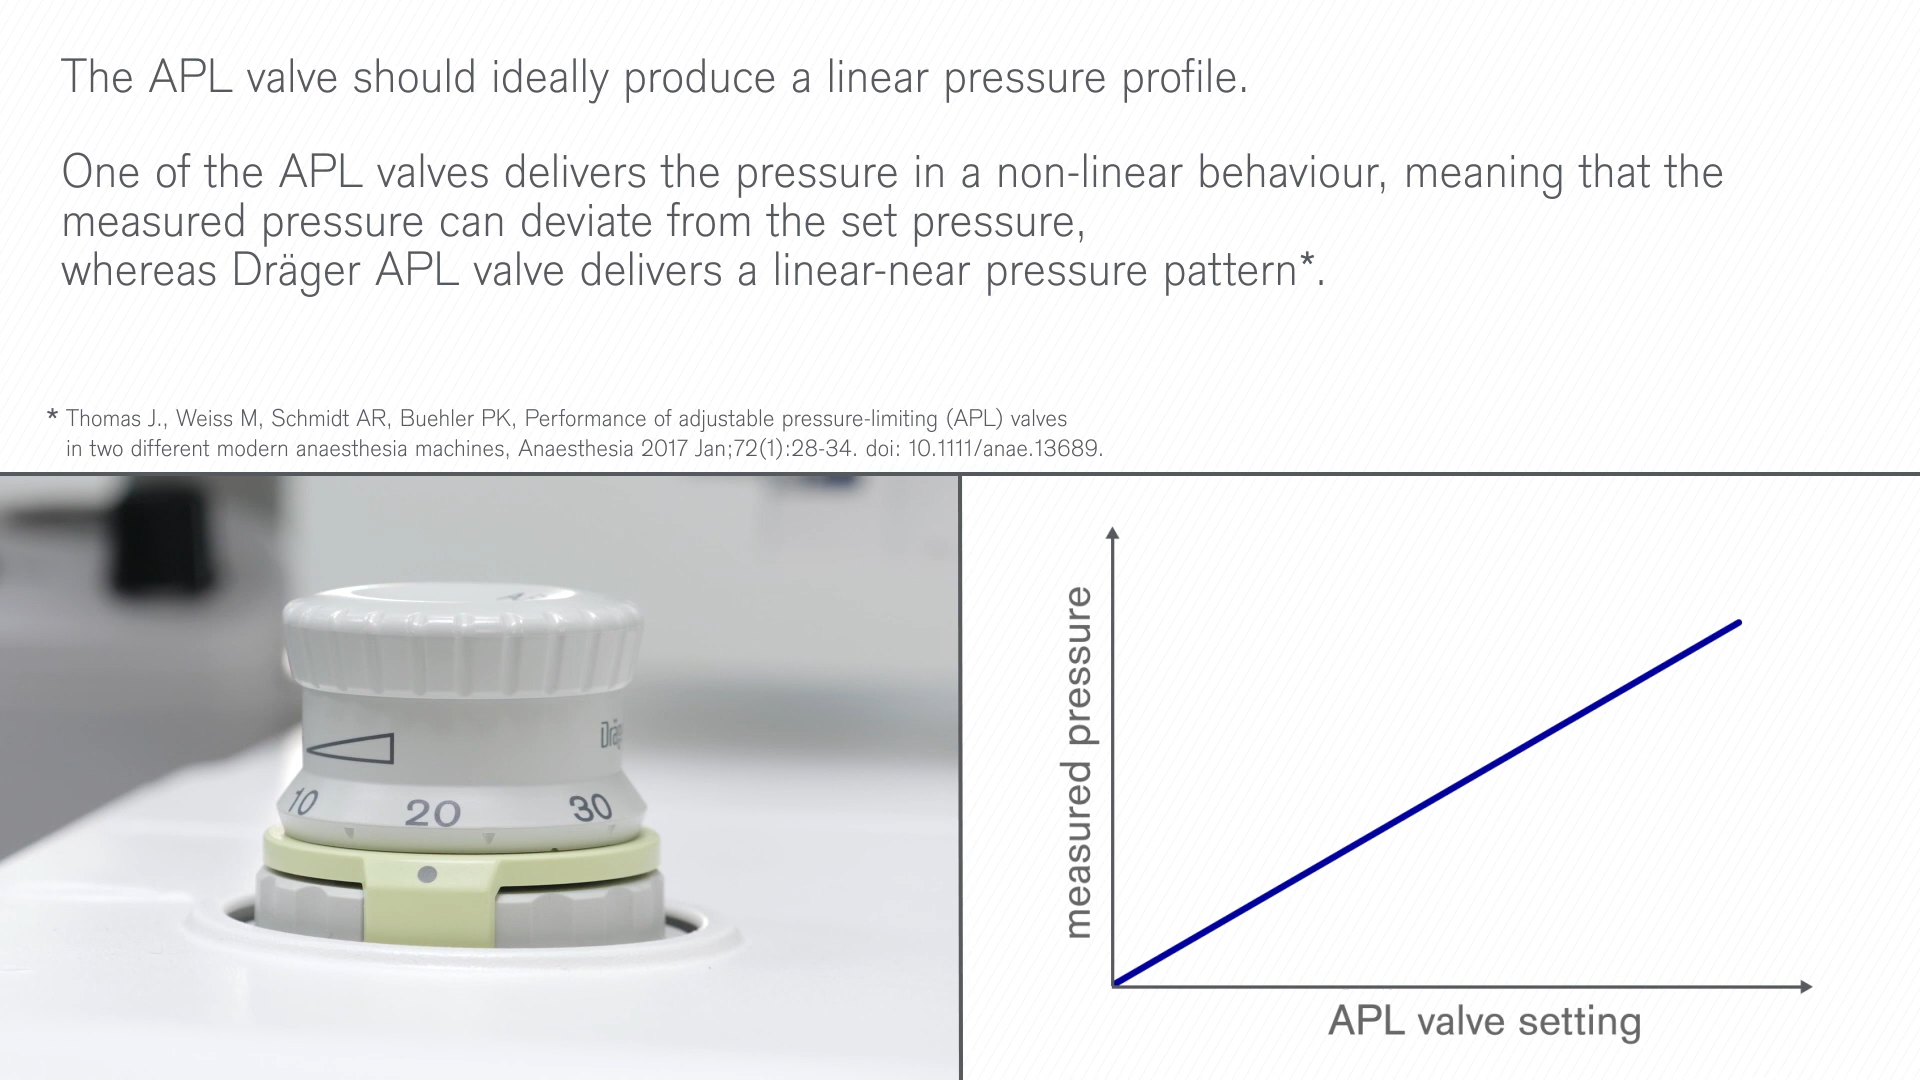 The APL valve should ideally produce a linear pressure profile.
One of the APL valves delivers the pressure in a non-linear behaviour, meaning that the
measured pressure can deviate from the set pressure,
whereas Dräger APL valve delivers a linear-near pressure pattern*.
* Thomas J., Weiss M, Schmidt AR, Buehler PK, Performance of adjustable pressure-limiting (APL) valves
in two different modern anaesthesia machines, Anaesthesia 2017 Jan;72(1):28-34. doi: 10.1111/anae.13689.
10 20 30
measured pressure
APL valve setting